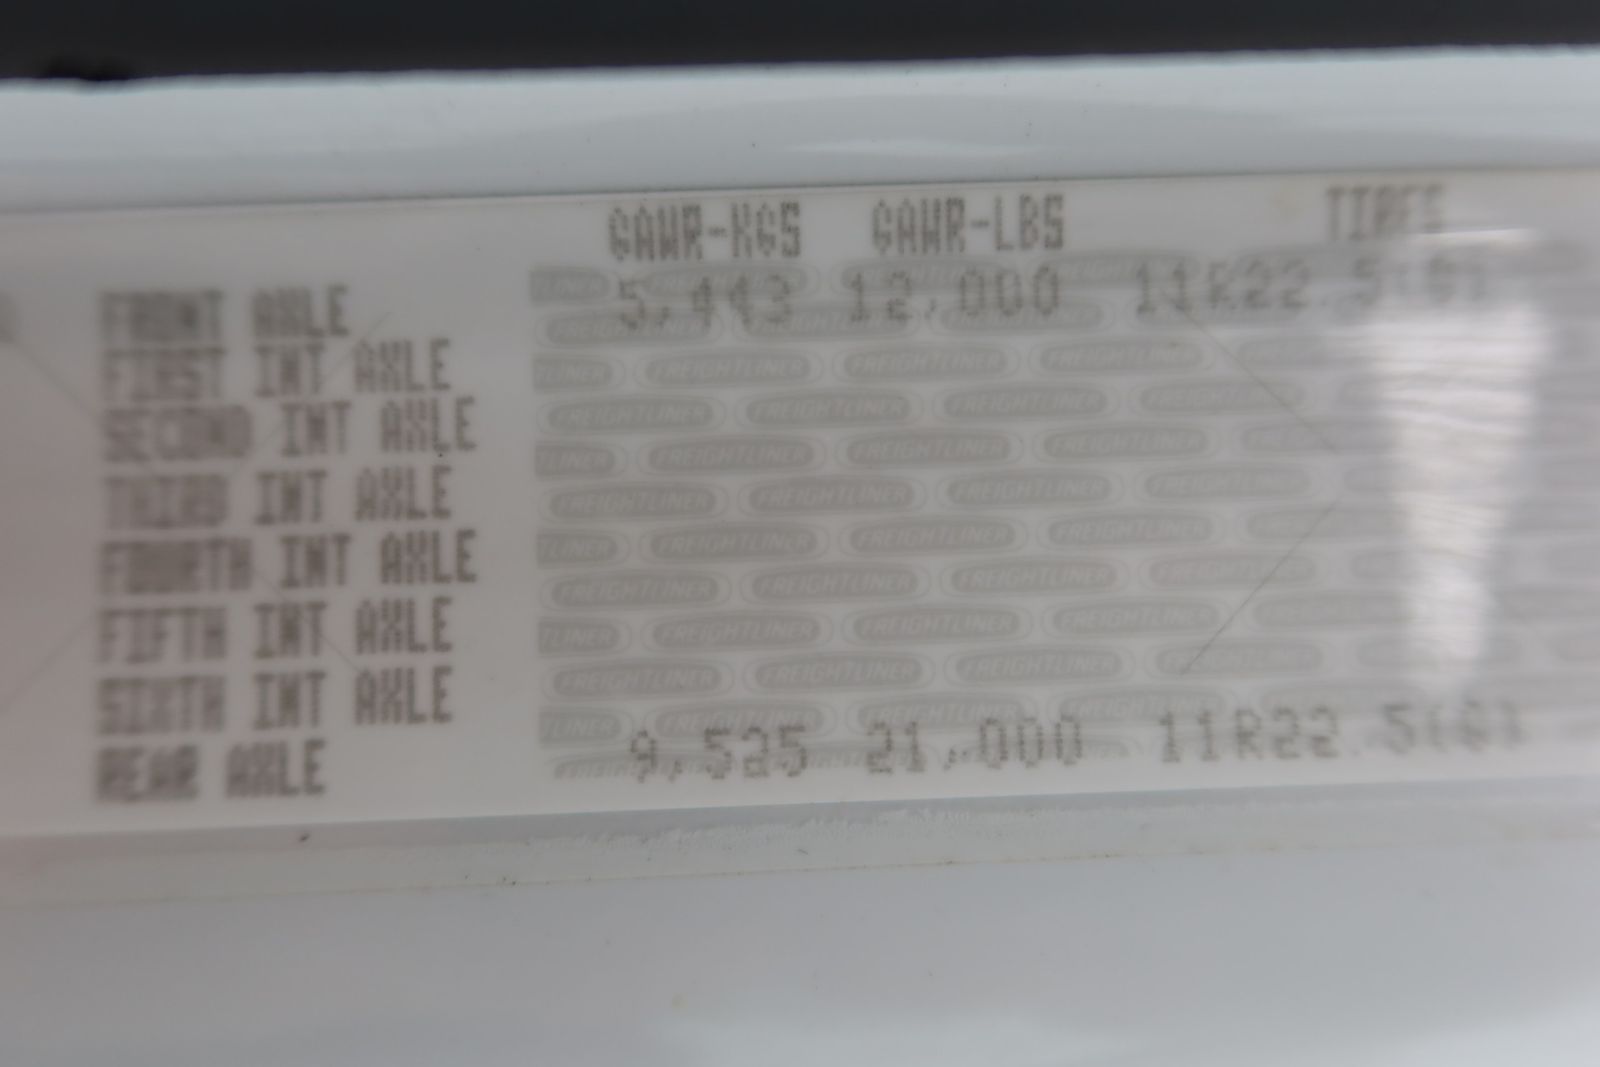 GAWR-KGS GAWR-LBS TIRES
FRONT AXLE 5,443 12,000 11R22.5(G)
FIRST INT AXLE
SECOND INT AXLE
THIRD INT AXLE
FOURTH INT AXLE
FIFTH INT AXLE
SIXTH INT AXLE
REAR AXLE 9,525 21,000 11R22.5(G)
FREIGHTLINER